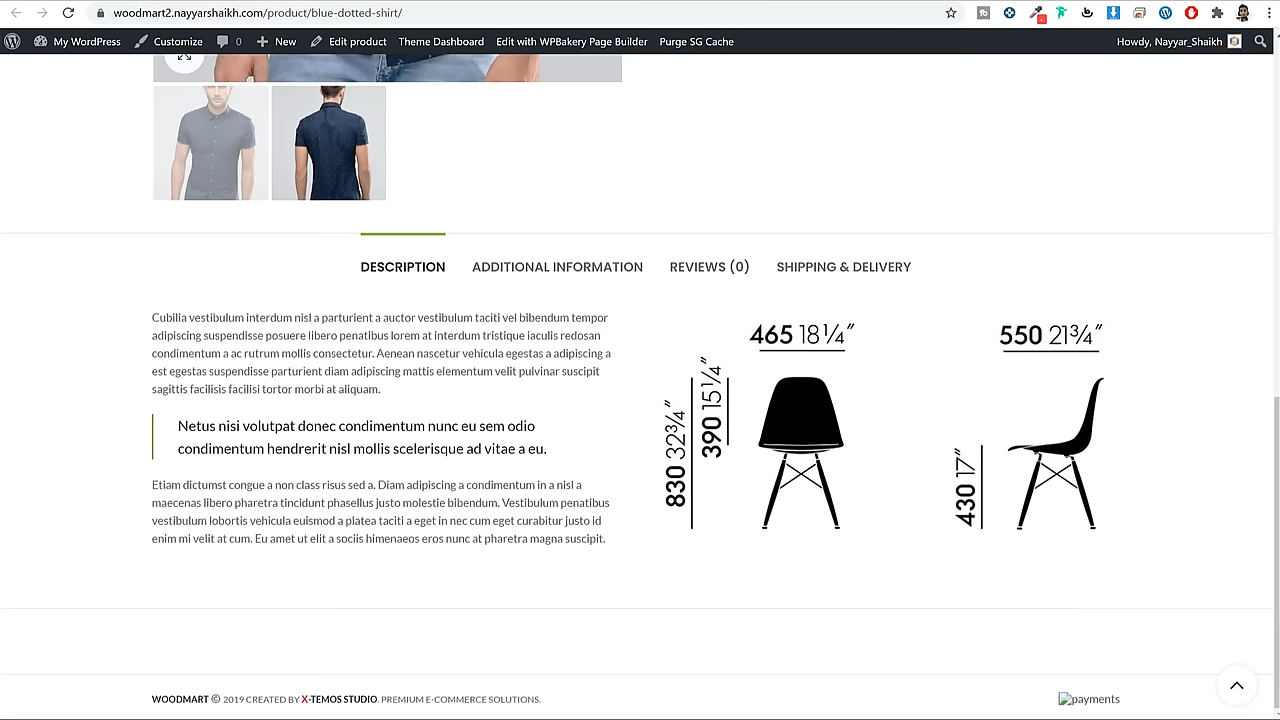 woodmart2.nayyarshaikh.com/product/blue-dotted-shirt/
My WordPress Customize 0 New Edit product Theme Dashboard Edit with WPBakery Page Builder Purge SG Cache Howdy, Nayyar_Shaikh
DESCRIPTION ADDITIONAL INFORMATION REVIEWS (0) SHIPPING & DELIVERY
Cubilia vestibulum interdum nisl a parturient a auctor vestibulum taciti vel bibendum tempor
adipiscing suspendisse posuere libero penatibus lorem at interdum tristique iaculis redosan
condimentum a ac rutrum mollis consectetur. Aenean nascetur vehicula egestas a adipiscing a
est egestas suspendisse parturient diam adipiscing mattis elementum velit pulvinar suscipit
sagittis facilisis facilisi tortor morbi at aliquam.
Netus nisi volutpat donec condimentum nunc eu sem odio
condimentum hendrerit nisl mollis scelerisque ad vitae a eu.
Etiam dictumst congue a non class risus sed a. Diam adipiscing a condimentum in a nisl a
maecenas libero pharetra tincidunt phasellus justo molestie bibendum. Vestibulum penatibus
vestibulum lobortis vehicula euismod a platea taciti a eget in nec cum eget curabitur justo id
enim mi velit at cum. Eu amet ut elit a sociis himenaeos eros nunc at pharetra magna suscipit.
465 18¼″
830 32¾″
390 15¼″
550 21¾″
430 17″
WOODMART © 2019 CREATED BY X-TEMOS STUDIO. PREMIUM E-COMMERCE SOLUTIONS.
payments